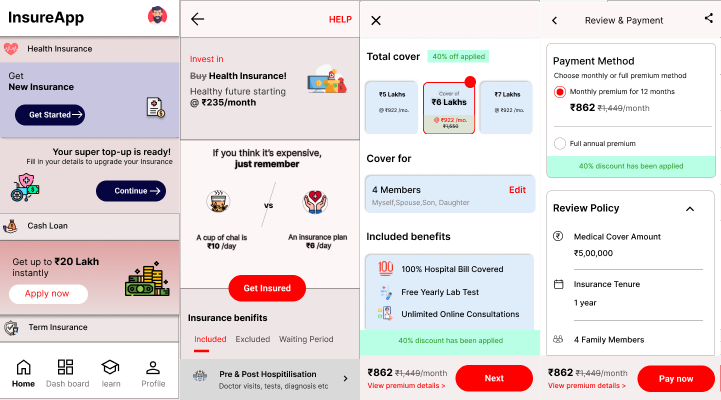 InsureApp
Health Insurance
Get
New Insurance
Get Started
Your super top-up is ready!
Fill in your details to upgrade your Insurance
Continue
Cash Loan
Get up to ₹20 Lakh
instantly
Apply now
Term Insurance
Home
Dash board
learn
Profile
HELP
Invest in
Buy Health Insurance!
Healthy future starting
@ ₹235/month
If you think it's expensive,
just remember
vs
A cup of chai is
₹10 /day
An insurance plan
₹6 /day
Get Insured
Insurance benifits
Included
Excluded
Waiting Period
Pre & Post Hospitilisation
Doctor visits, tests, diagnosis etc
Total cover
40% off applied
₹5 Lakhs
@ ₹922 /mo.
Cover of
₹6 Lakhs
@ ₹922 /mo.
₹1,550
₹7 Lakhs
@ ₹922 /mo.
Cover for
4 Members
Myself,Spouse,Son, Daughter
Edit
Included benefits
100
100% Hospital Bill Covered
Free Yearly Lab Test
Unlimited Online Consultations
40% discount has been applied
₹862 ₹1,449/month
View premium details >
Next
Review & Payment
Payment Method
Choose monthly or full premium method
Monthly premium for 12 months
₹862 ₹1,449/month
Full annual premium
40% discount has been applied
Review Policy
Medical Cover Amount
₹5,00,000
Insurance Tenure
1 year
4 Family Members
₹862 ₹1,449/month
View premium details >
Pay now